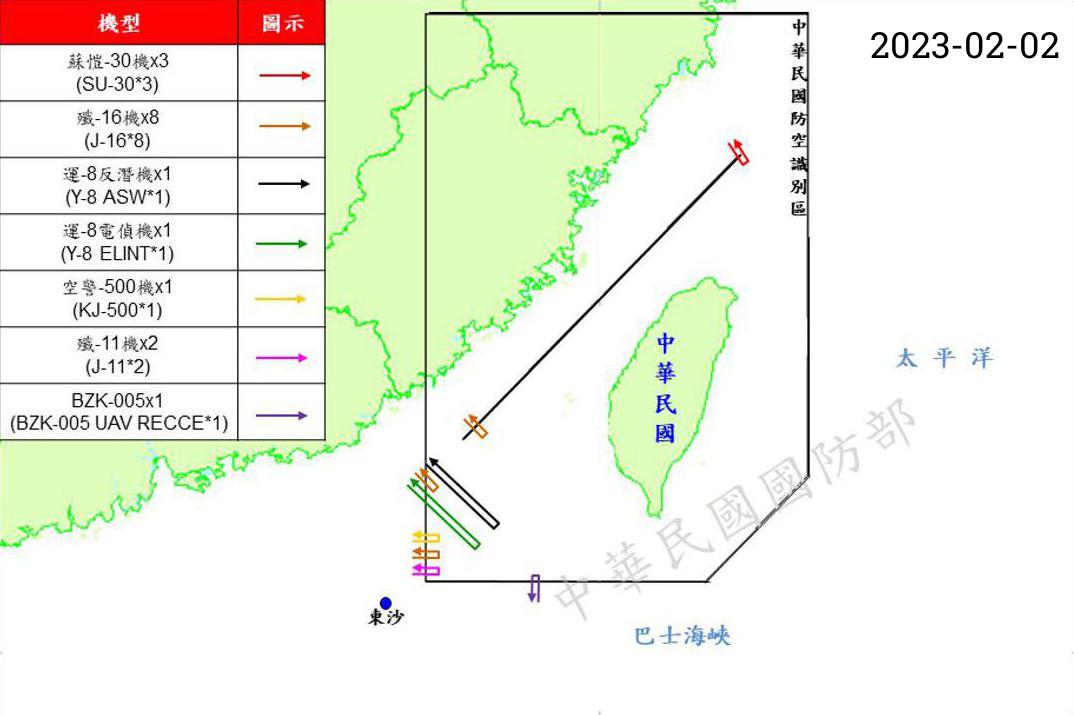 機型 圖示
蘇愷-30機x3
(SU-30*3)
殲-16機x8
(J-16*8)
運-8反潛機x1
(Y-8 ASW*1)
運-8電偵機x1
(Y-8 ELINT*1)
空警-500機x1
(KJ-500*1)
殲-11機x2
(J-11*2)
BZK-005x1
(BZK-005 UAV RECCE*1)
2023-02-02
中華民國防空識別區
中華民國
太平洋
中華民國國防部
東沙
巴士海峽